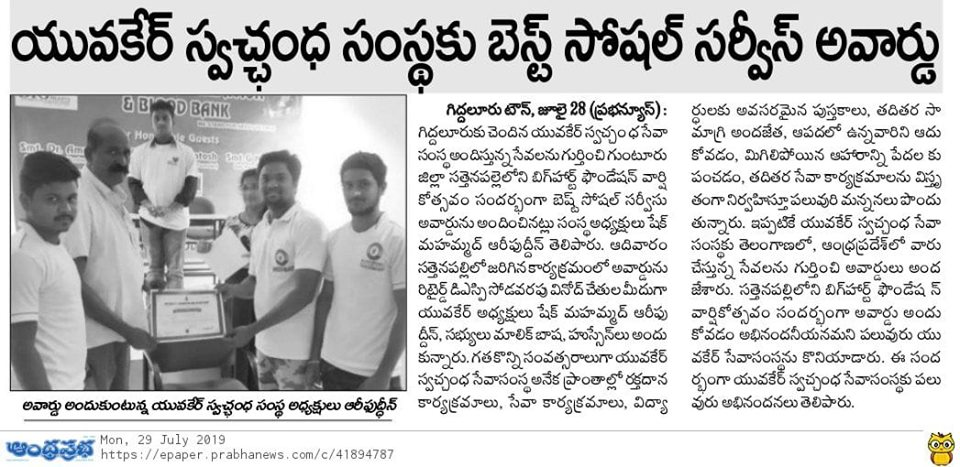 యువకేర్ స్వచ్ఛంధ సంస్థకు బెస్ట్ సోషల్ సర్వీస్ అవార్డు
& BLOOD BANK
గిద్దలూరు టౌన్, జూలై 28 (ప్రభన్యూస్) :
గిద్దలూరుకు చెందిన యువకేర్ స్వచ్ఛంధ సేవా
సంస్థ అందిస్తున్న సేవలను గుర్తించి గుంటూరు
జిల్లా సత్తెనపల్లెలోని బిగ్‌హార్ట్ ఫౌండేషన్ వార్షి
కోత్సవం సందర్భంగా బెస్ట్ సోషల్ సర్వీసు
అవార్డును అందించినట్లు సంస్థ అధ్యక్షులు షేక్
మహమ్మద్ ఆరీఫుద్దీన్ తెలిపారు. ఆదివారం
సత్తెనపల్లిలో జరిగిన కార్యక్రమంలో అవార్డును
రిటైర్డ్ డిఎస్పి సోడవరపు వినోద్ చేతుల మీదుగా
యువకేర్ అధ్యక్షులు షేక్ మహమ్మద్ ఆరీఫు
ద్దీన్, సభ్యులు మాలిక్ బాష, హుస్సేన్‌లు అందు
కున్నారు. గత కొన్ని సంవత్సరాలుగా యువకేర్
స్వచ్ఛంధ సేవాసంస్థ అనేక ప్రాంతాల్లో రక్తదాన
కార్యక్రమాలు, సేవా కార్యక్రమాలు, విద్యా
ర్ధులకు అవసరమైన పుస్తకాలు, తదితర సా
మాగ్రి అందజేత, ఆపదలో ఉన్నవారిని ఆదు
కోవడం, మిగిలిపోయిన ఆహారాన్ని పేదల కు
పంచడం, తదితర సేవా కార్యక్రమాలను విస్తృ
తంగా నిర్వహిస్తూ పలువురి మన్ననలు పొందు
తున్నారు. ఇప్పటికే యువకేర్ స్వచ్ఛంధ సేవా
సంస్థకు తెలంగాణలో, ఆంధ్రప్రదేశ్‌లో వారు
చేస్తున్న సేవలను గుర్తించి అవార్డులు అంద
జేశారు. సత్తెనపల్లిలోని బిగ్‌హార్ట్ ఫౌండేష న్
వార్షికోత్సవం సందర్భంగా అవార్డు అందు
కోవడం అభినందనీయనమని పలువురు యు
వకేర్ సేవాసంస్థను కొనియాడారు. ఈ సంద
ర్భంగా యువకేర్ స్వచ్ఛంధ సేవాసంస్థకు పలు
వురు అభినందనలు తెలిపారు.
అవార్డు అందుకుంటున్న యువకేర్ స్వచ్ఛంధ సంస్థ అధ్యక్షులు ఆరీఫుద్ధీన్
ఆంధ్రప్రభ
Mon, 29 July 2019
https://epaper.prabhanews.com/c/41894787